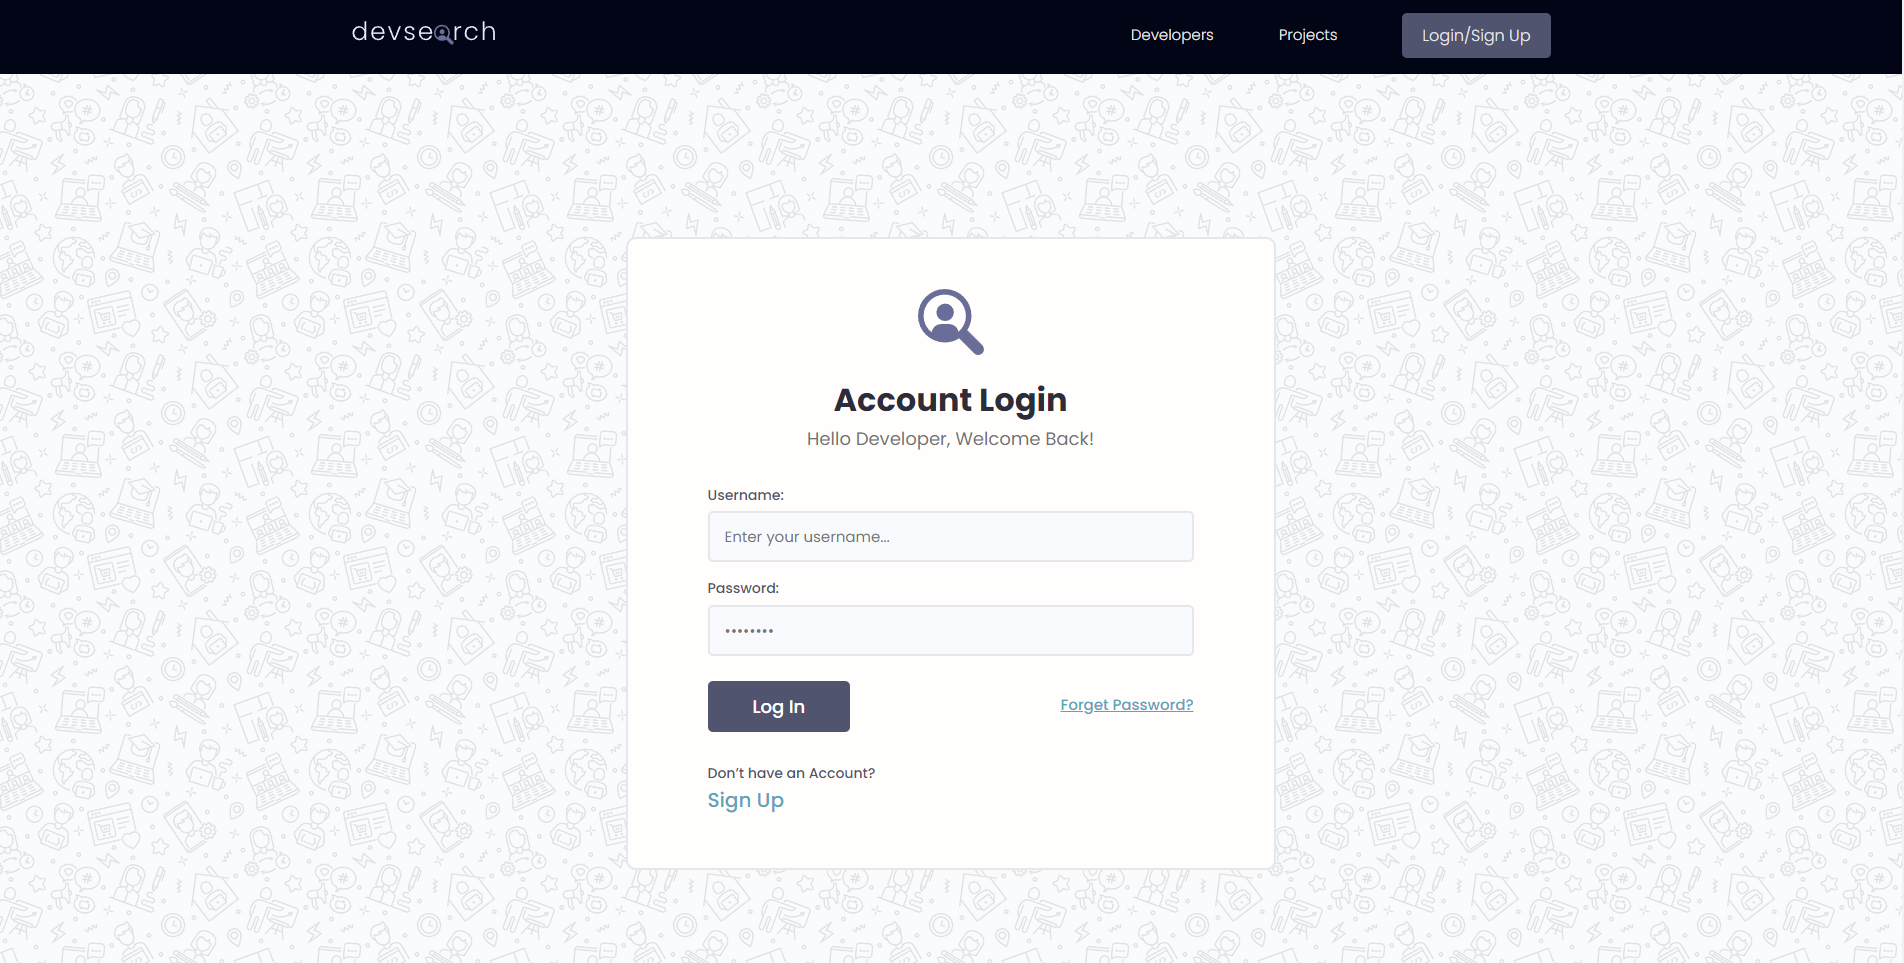 devsearch
Developers
Projects
Login/Sign Up
Account Login
Hello Developer, Welcome Back!
Username:
Enter your username...
Password:
••••••••
Log In
Forget Password?
Don’t have an Account?
Sign Up